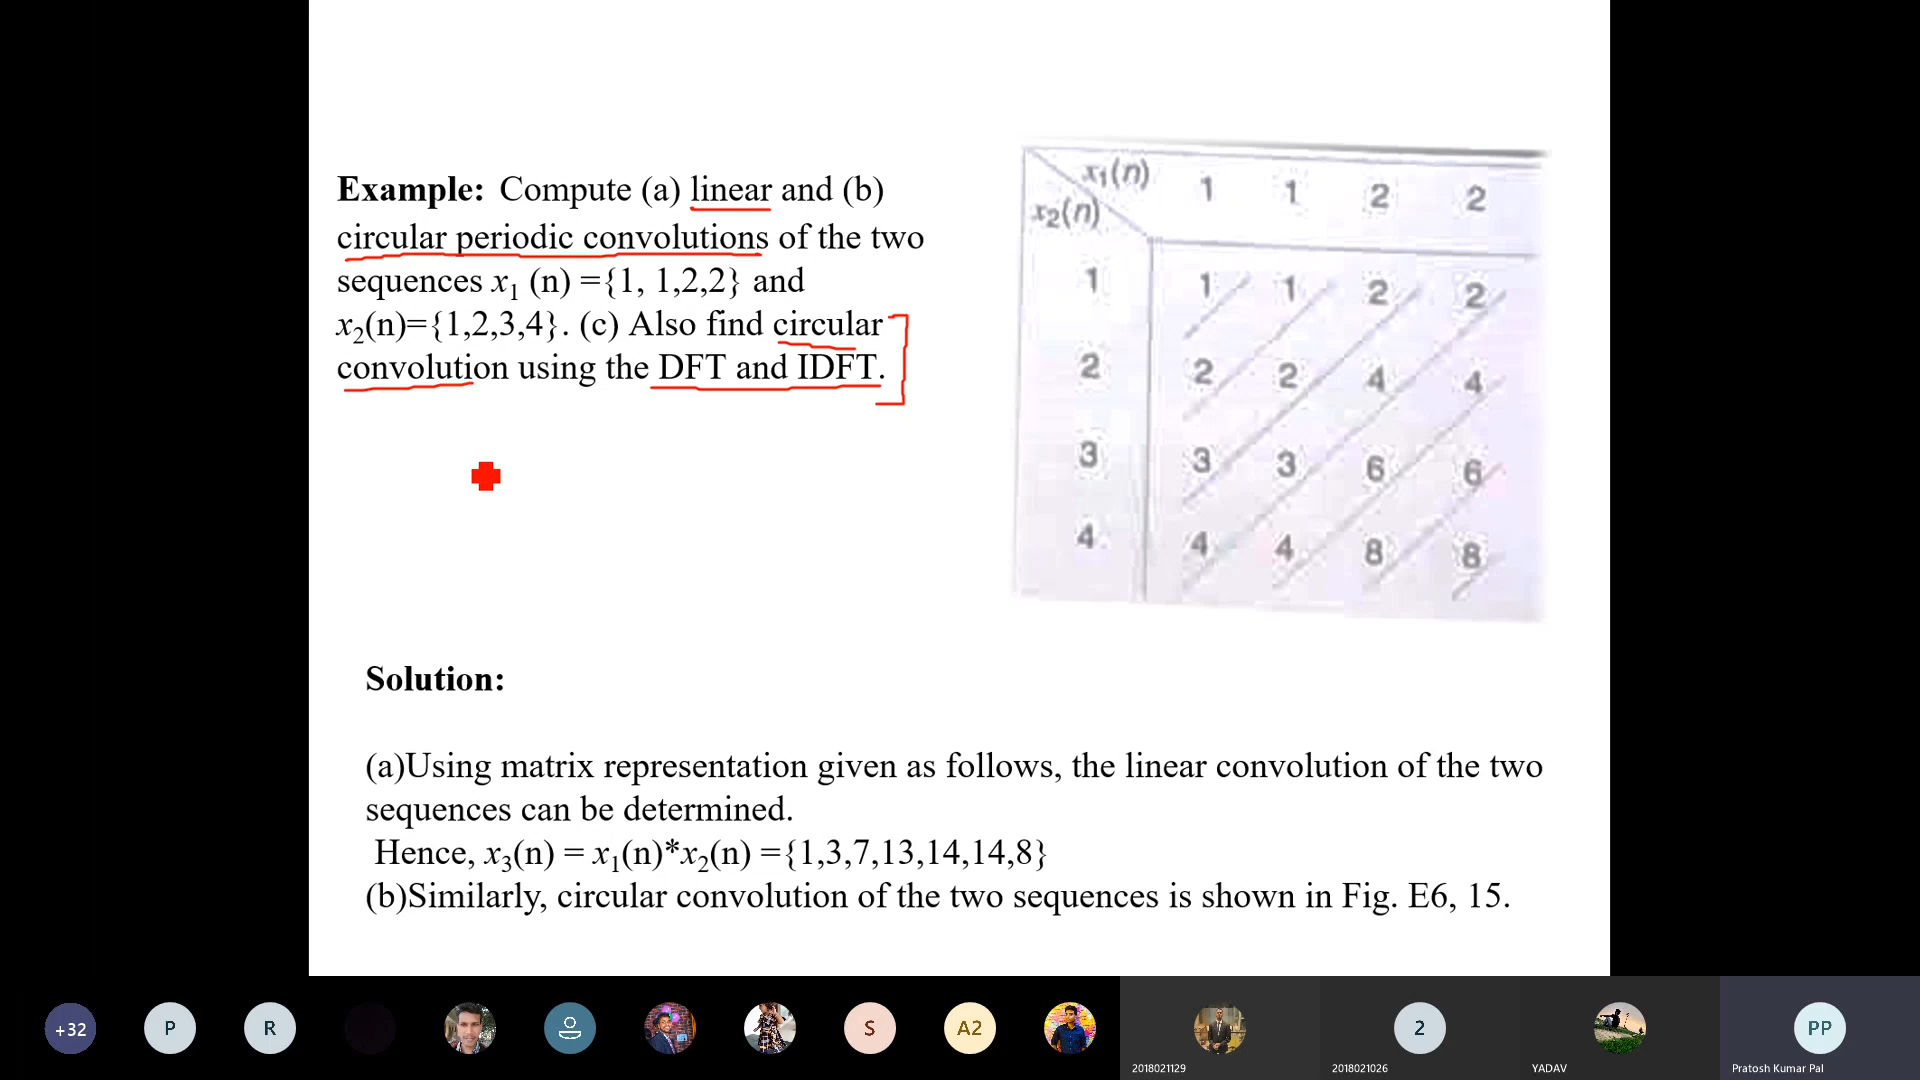 Example: Compute (a) linear and (b)
circular periodic convolutions of the two
sequences x₁ (n) ={1, 1,2,2} and
x₂(n)={1,2,3,4}. (c) Also find circular
convolution using the DFT and IDFT.
x₁(n) 1 1 2 2
x₂(n)
1 1 1 2 2
2 2 2 4 4
3 3 3 6 6
4 4 4 8 8
Solution:
(a)Using matrix representation given as follows, the linear convolution of the two
sequences can be determined.
Hence, x₃(n) = x₁(n)*x₂(n) ={1,3,7,13,14,14,8}
(b)Similarly, circular convolution of the two sequences is shown in Fig. E6, 15.
+32 P R S A2 2 PP
2018021129 2018021026 YADAV Pratosh Kumar Pal